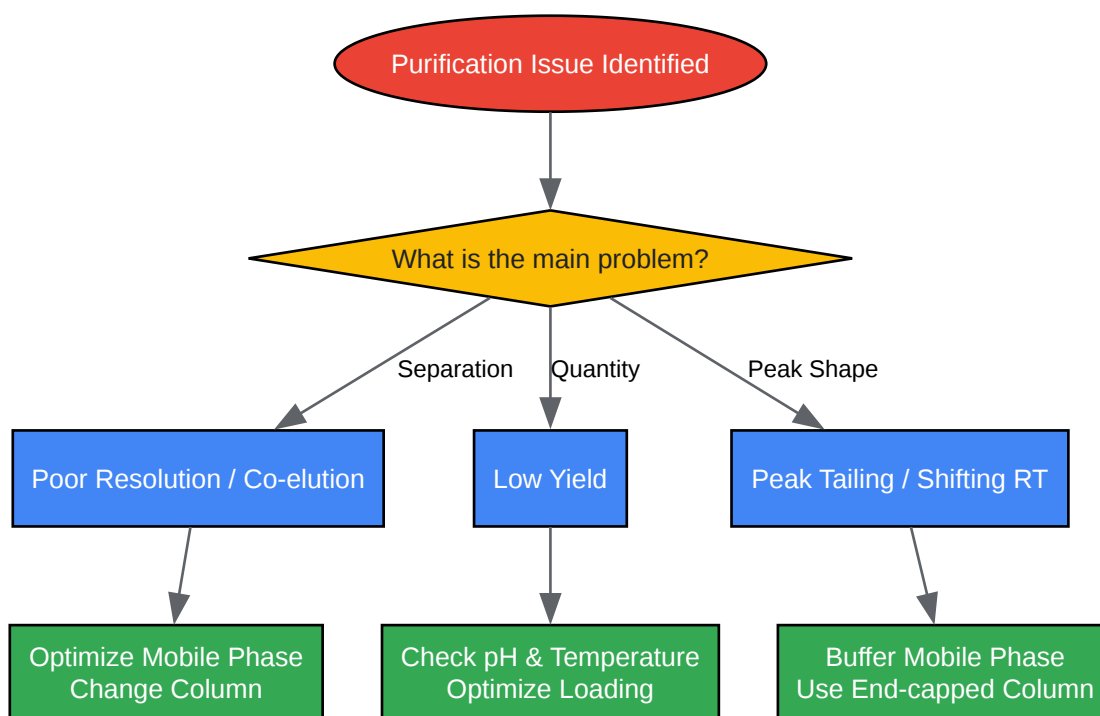 Purification Issue Identified
What is the main problem?
Separation
Quantity
Peak Shape
Poor Resolution / Co-elution
Low Yield
Peak Tailing / Shifting RT
Optimize Mobile Phase
Change Column
Check pH & Temperature
Optimize Loading
Buffer Mobile Phase
Use End-capped Column